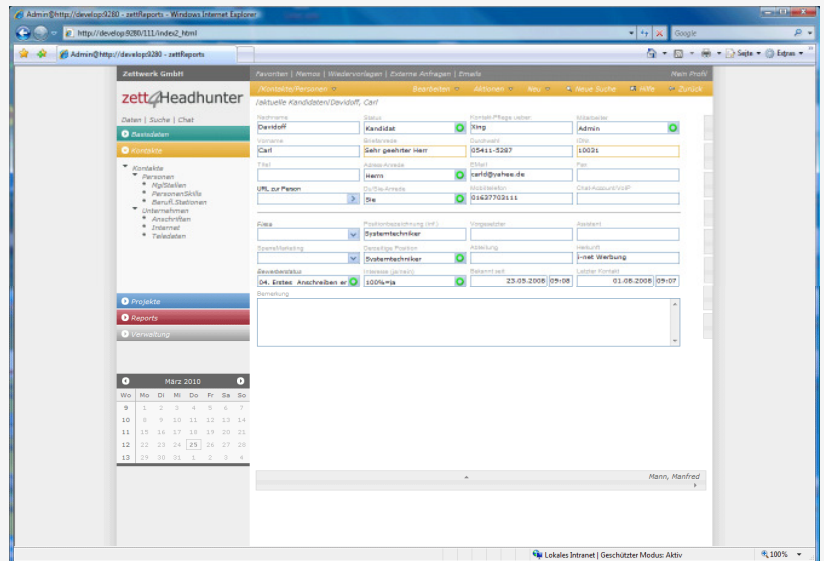 Admin@http://develop:9280 - zettReports - Windows Internet Explorer
http://develop:9280/111/index2_html
Google
Admin@http://develop:9280 - zettReports
Seite
Extras
Zettwerk GmbH
Favoriten | Memos | Wiedervorlagen | Externe Anfragen | Emails
Mein Profil
zett4Headhunter
/Kontakte/Personen
Bearbeiten
Aktionen
Neu
Neue Suche
Hilfe
Zurück
/aktuelle Kandidaten/Davidoff, Carl
Daten | Suche | Chat
Basisdaten
Kontakte
Kontakte
Personen
MglStellen
PersonenSkills
Berufl.Stationen
Unternehmen
Anschriften
Internet
Teledaten
Projekte
Reports
Verwaltung
Nachname
Status
Kontakt-Pflege ueber
Mitarbeiter
Davidoff
Kandidat
Xing
Admin
Vorname
Briefanrede
Durchwahl
Carl
Sehr geehrter Herr
05411-5287
10031
Titel
Adress-Anrede
EMail
Fax
Herrn
carld@yahee.de
URL zur Person
Du/Sie-Anrede
Mobiltelefon
Chat-Account/VoIP
Sie
01637703111
Firma
Positionsbezeichnung (inf.)
Vorgesetzter
Assistent
Systemtechniker
Sperre/Marketing
Derzeitige Position
Abteilung
Herkunft
Systemtechniker
i-net Werbung
Bewerberstatus
Interesse (ja/nein)
Bekannt seit
Letzter Kontakt
04. Erstes Anschreiben er
100%=ja
23.09.2008
09:08
01.08.2008
09:07
Bemerkung
März 2010
Wo Mo Di Mi Do Fr Sa So
9 1 2 3 4 5 6 7
10 8 9 10 11 12 13 14
11 15 16 17 18 19 20 21
12 22 23 24 25 26 27 28
13 29 30 31 1 2 3 4
Mann, Manfred
Lokales Intranet | Geschützter Modus: Aktiv
100%